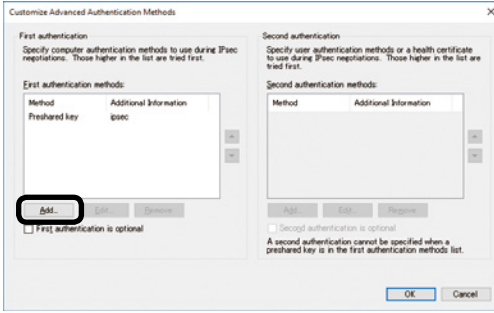 Customize Advanced Authentication Methods
First authentication
Specify computer authentication methods to use during IPsec
negotiations. Those higher in the list are tried first.
First authentication methods:
Method Additional Information
Preshared key ipsec
Add... Edit... Remove
First authentication is optional
Second authentication
Specify user authentication methods or a health certificate
to use during IPsec negotiations. Those higher in the list are
tried first.
Second authentication methods:
Method Additional Information
Add... Edit... Remove
Second authentication is optional
A second authentication cannot be specified when a
preshared key is in the first authentication methods list.
OK Cancel